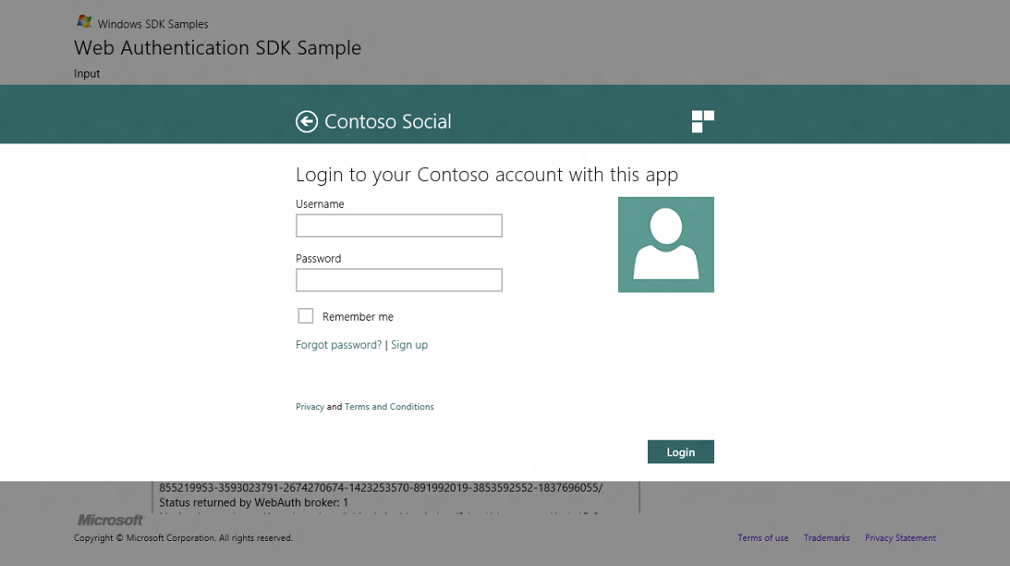 Windows SDK Samples
Web Authentication SDK Sample
Input
Contoso Social
Login to your Contoso account with this app
Username
Password
Remember me
Forgot password? | Sign up
Privacy and Terms and Conditions
Login
855219953-3593023791-2674270674-1423253570-891992019-3853592552-1837696055/
Status returned by WebAuth broker: 1
Microsoft
Copyright © Microsoft Corporation. All rights reserved.
Terms of use Trademarks Privacy Statement